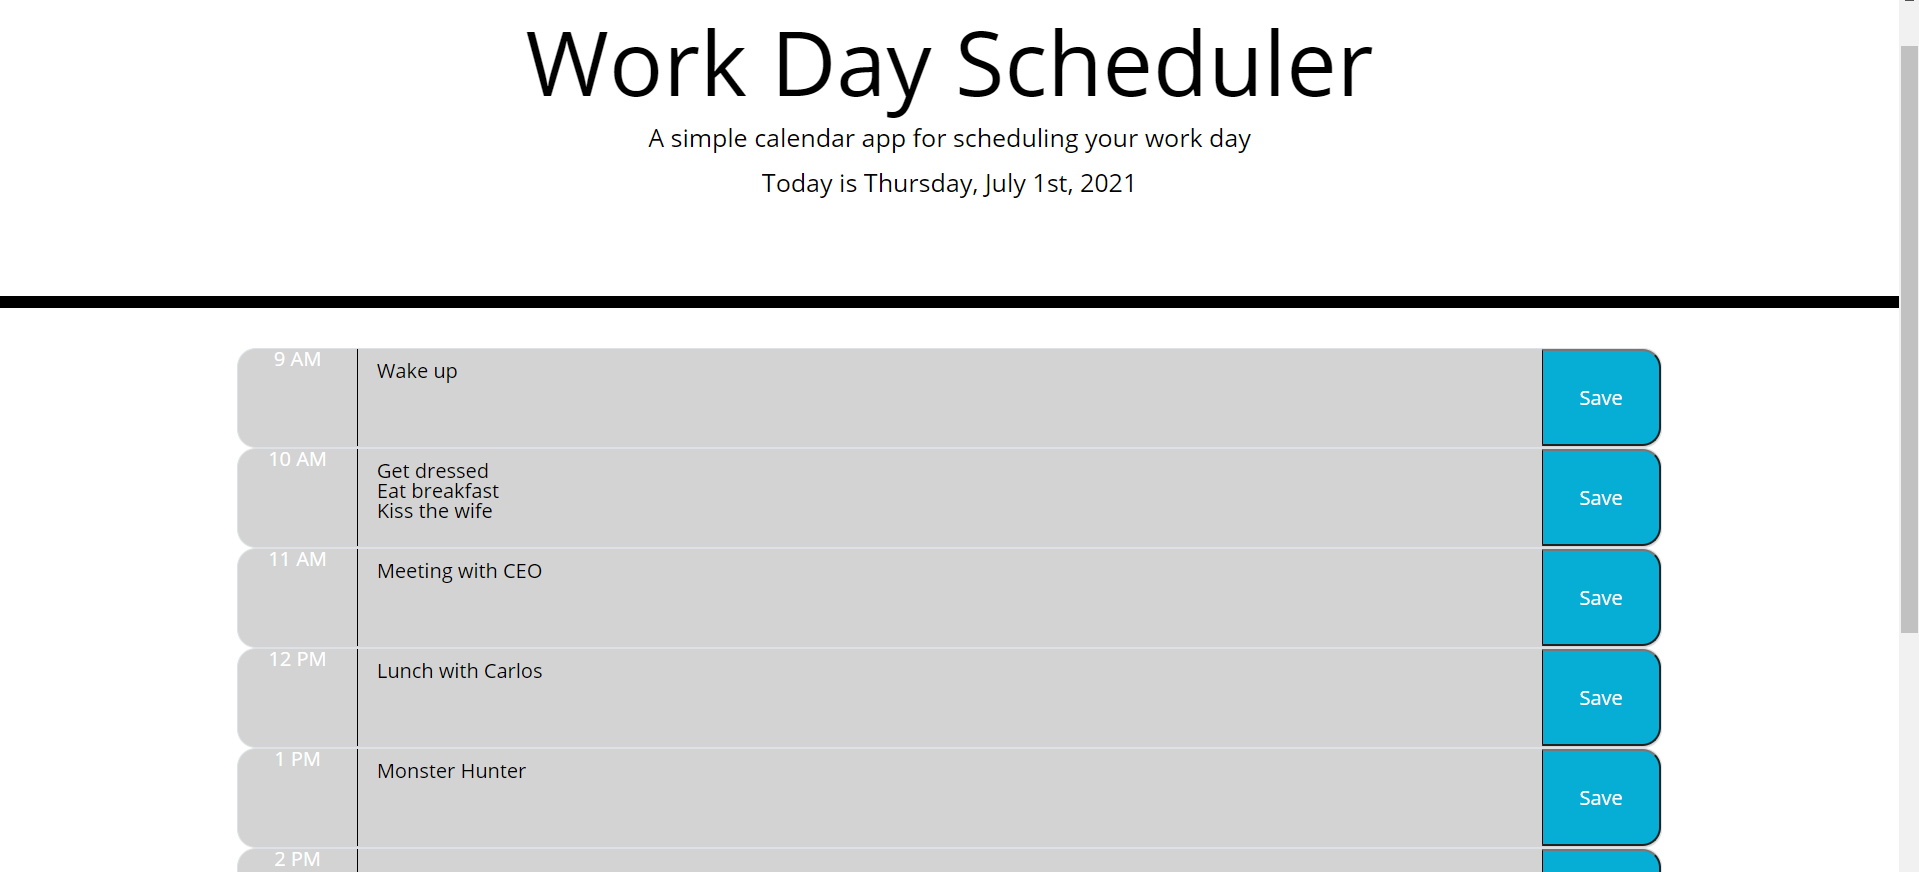 Work Day Scheduler
A simple calendar app for scheduling your work day
Today is Thursday, July 1st, 2021
9 AM
Wake up
Save
10 AM
Get dressed
Eat breakfast
Kiss the wife
Save
11 AM
Meeting with CEO
Save
12 PM
Lunch with Carlos
Save
1 PM
Monster Hunter
Save
2 PM